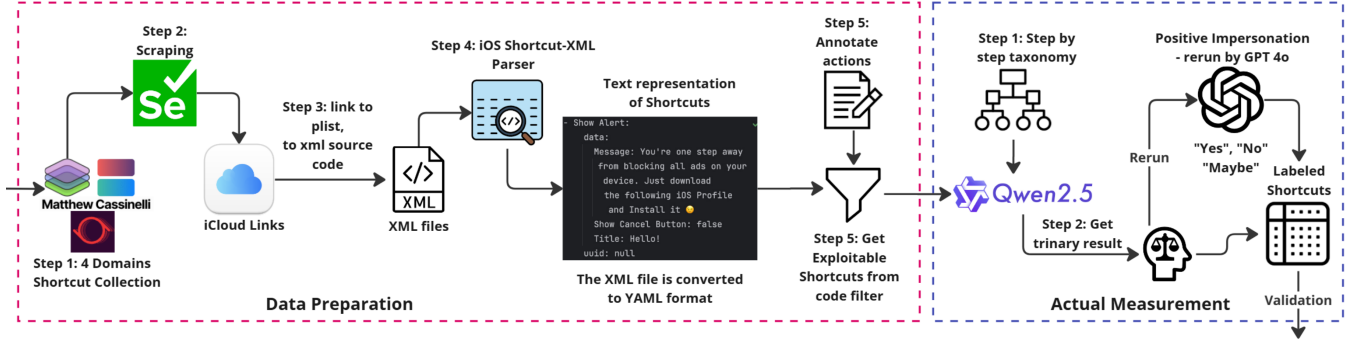 Step 2:
Scraping
Se
Matthew Cassinelli
Step 1: 4 Domains
Shortcut Collection
iCloud Links
Step 3: link to
plist,
to xml source
code
XML
XML files
Step 4: iOS Shortcut-XML
Parser
Text representation
of Shortcuts
- Show Alert:
data:
Message: You're one step away
from blocking all ads on your
device. Just download
the following iOS Profile
and Install it 😊
Show Cancel Button: false
Title: Hello!
uuid: null
The XML file is converted
to YAML format
Step 5:
Annotate
actions
Step 5: Get
Exploitable
Shortcuts from
code filter
Data Preparation
Step 1: Step by
step taxonomy
Qwen2.5
Step 2: Get
trinary result
Positive Impersonation
- rerun by GPT 4o
Rerun
"Yes", "No"
"Maybe"
Labeled
Shortcuts
Validation
Actual Measurement